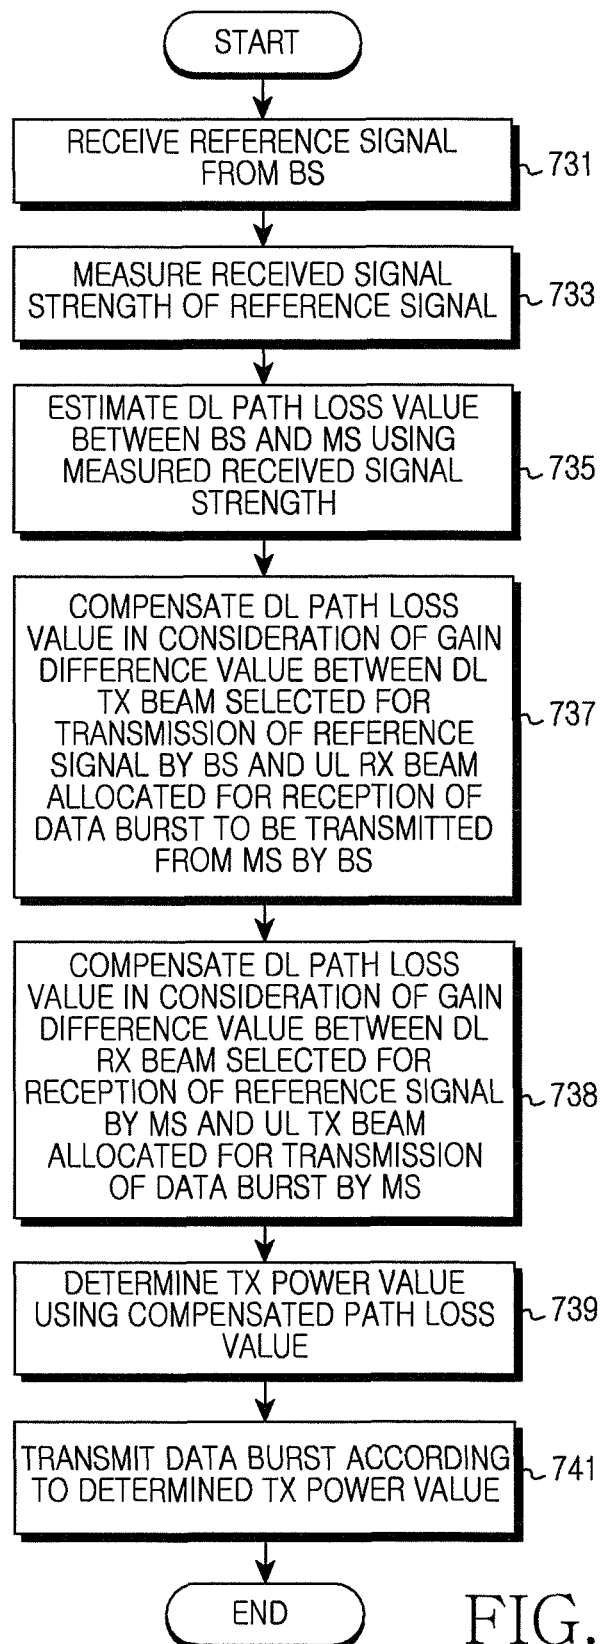 START
RECEIVE REFERENCE SIGNAL
FROM BS
731
MEASURE RECEIVED SIGNAL
STRENGTH OF REFERENCE SIGNAL
733
ESTIMATE DL PATH LOSS VALUE
BETWEEN BS AND MS USING
MEASURED RECEIVED SIGNAL
STRENGTH
735
COMPENSATE DL PATH LOSS
VALUE IN CONSIDERATION OF GAIN
DIFFERENCE VALUE BETWEEN DL
TX BEAM SELECTED FOR
TRANSMISSION OF REFERENCE
SIGNAL BY BS AND UL RX BEAM
ALLOCATED FOR RECEPTION OF
DATA BURST TO BE TRANSMITTED
FROM MS BY BS
737
COMPENSATE DL PATH LOSS
VALUE IN CONSIDERATION OF GAIN
DIFFERENCE VALUE BETWEEN DL
RX BEAM SELECTED FOR
RECEPTION OF REFERENCE SIGNAL
BY MS AND UL TX BEAM
ALLOCATED FOR TRANSMISSION
OF DATA BURST BY MS
738
DETERMINE TX POWER VALUE
USING COMPENSATED PATH LOSS
VALUE
739
TRANSMIT DATA BURST ACCORDING
TO DETERMINED TX POWER VALUE
741
END
FIG.